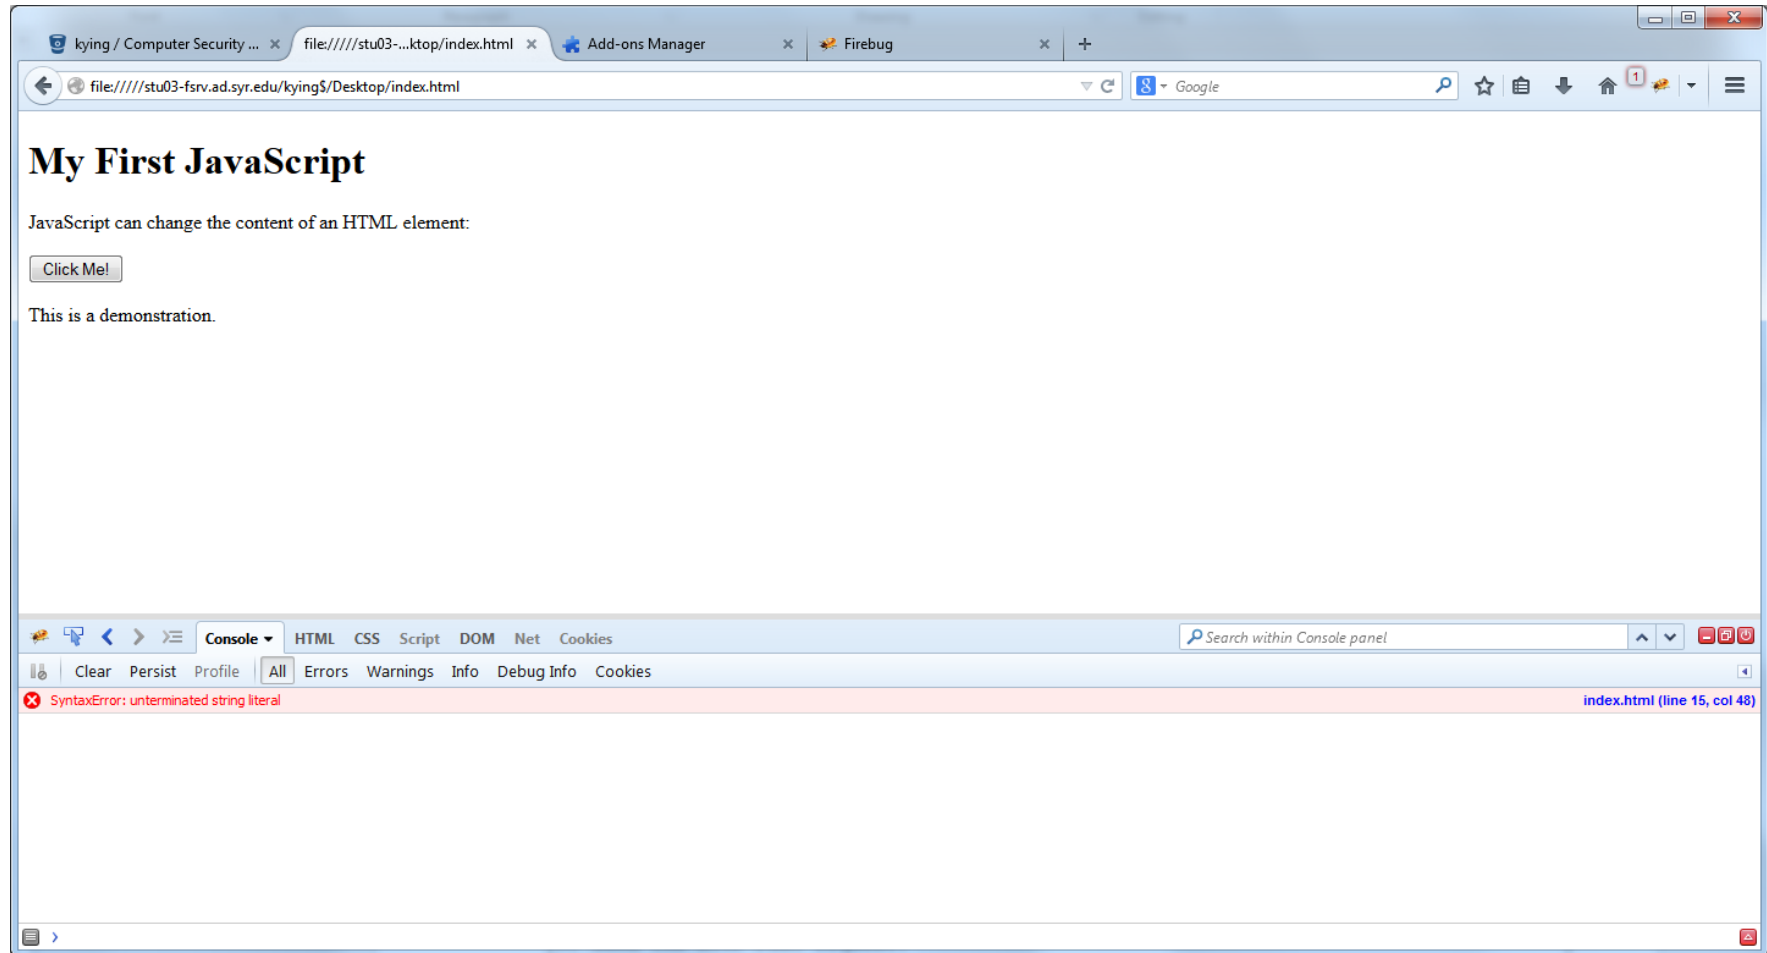 kying / Computer Security ... file://///stu03-...ktop/index.html Add-ons Manager Firebug
file://///stu03-fsrv.ad.syr.edu/kying$/Desktop/index.html 8 Google 1
My First JavaScript
JavaScript can change the content of an HTML element:
Click Me!
This is a demonstration.
Console HTML CSS Script DOM Net Cookies Search within Console panel
Clear Persist Profile All Errors Warnings Info Debug Info Cookies
SyntaxError: unterminated string literal index.html (line 15, col 48)